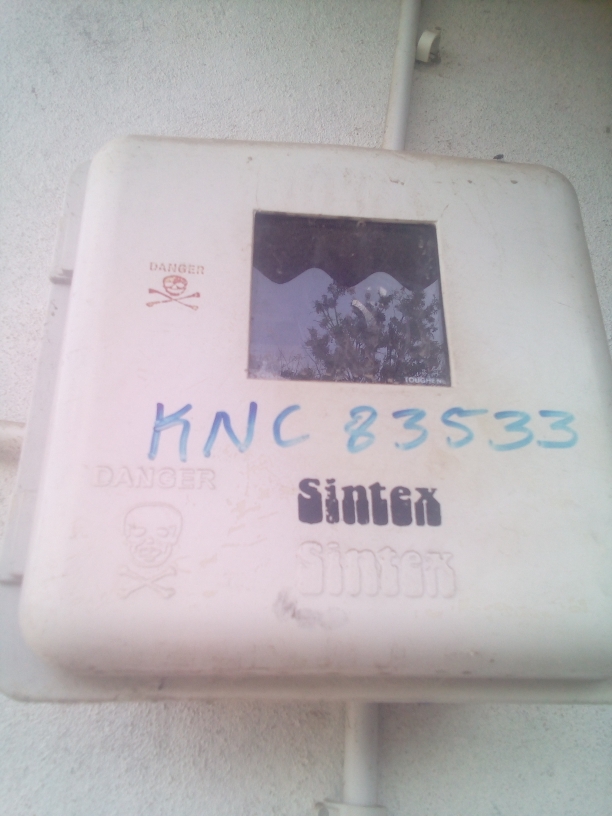 DANGER
KNC 83533
DANGER
Sintex
Sintex